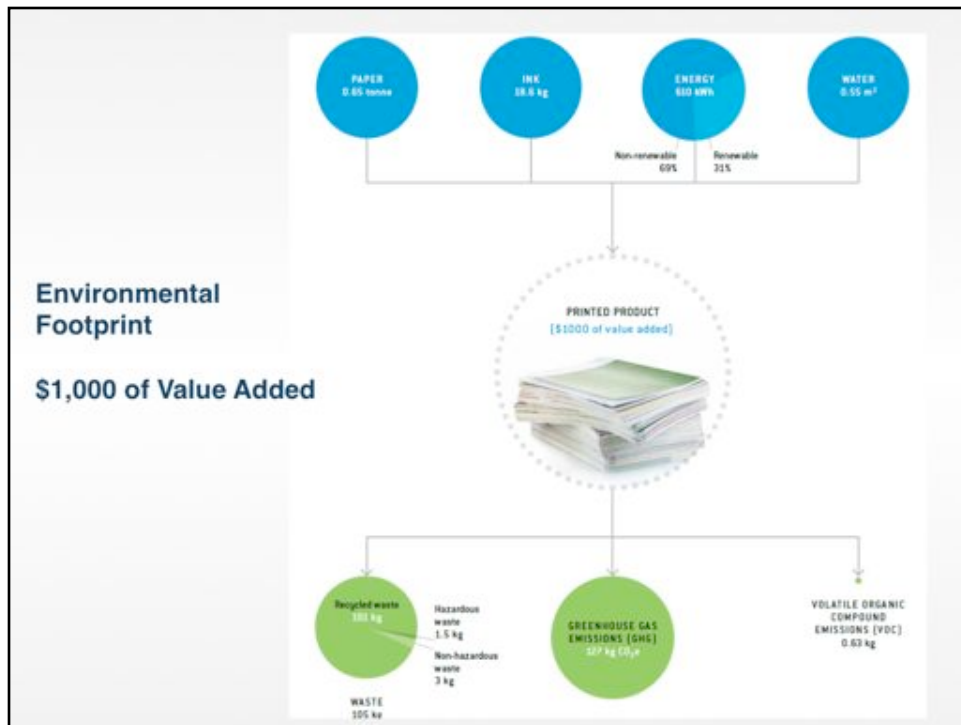 PAPER
0.65 tonne
INK
18.6 kg
ENERGY
610 kWh
WATER
0.55 m³
Non-renewable
69%
Renewable
31%
Environmental
Footprint
$1,000 of Value Added
PRINTED PRODUCT
[$1000 of value added]
Recycled waste
101 kg
Hazardous
waste
1.5 kg
Non-hazardous
waste
3 kg
WASTE
105 kg
GREENHOUSE GAS
EMISSIONS (GHG)
127 kg CO₂e
VOLATILE ORGANIC
COMPOUND
EMISSIONS (VOC)
0.63 kg